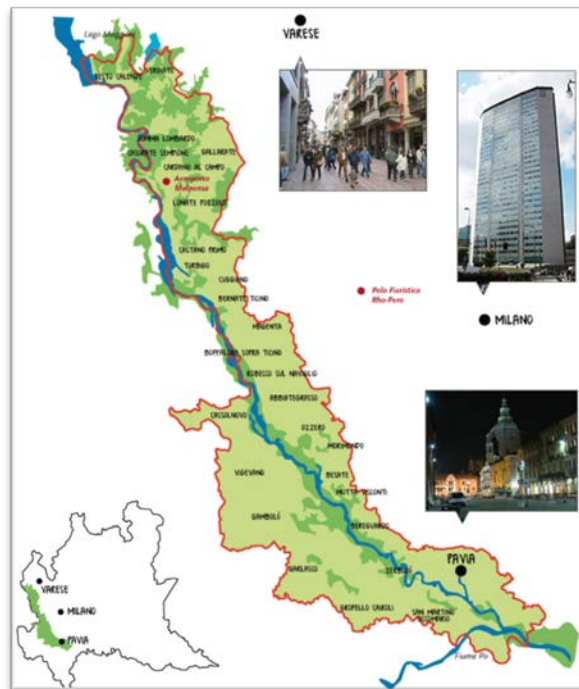 Lago Maggiore
VARESE
SESTO CALENDE
VERGIATE
SOMMA LOMBARDO
CASORATE SEMPIONE
GALLARATE
CARDANO AL CAMPO
Aeroporto
Malpensa
LONATE POZZOLO
CASTANO PRIMO
TURBIGO
CUGGIONO
BERNATE TICINO
Polo Fieristico
Rho-Pero
MAGENTA
MILANO
BOFFALORA SOPRA TICINO
ROBECCO SUL NAVIGLIO
ABBIATEGRASSO
CASSOLNOVO
OZZERO
MORIMONDO
VIGEVANO
BESATE
MOTTA VISCONTI
GAMBOLÒ
BEREGUARDO
PAVIA
GARLASCO
ZERBOLÒ
GROPELLO CAIROLI
SAN MARTINO
SICCOMARIO
Fiume Po
VARESE
MILANO
PAVIA